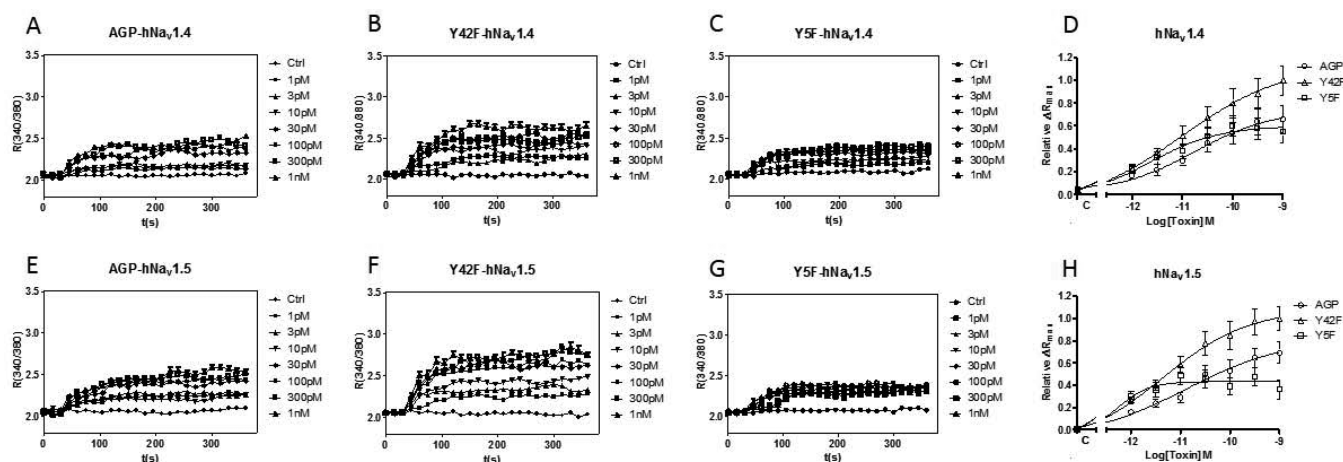 A
AGP-hNav1.4
R(340/380)
3.5
3.0
2.5
2.0
0
100
200
300
t(s)
Ctrl
1pM
3pM
10pM
30pM
100pM
300pM
1nM
B
Y42F-hNav1.4
R(340/380)
3.5
3.0
2.5
2.0
0
100
200
300
t(s)
Ctrl
1pM
3pM
10pM
30pM
100pM
300pM
1nM
C
Y5F-hNav1.4
R(340/380)
3.5
3.0
2.5
2.0
0
100
200
300
t(s)
Ctrl
1pM
3pM
10pM
30pM
100pM
300pM
1nM
D
hNav1.4
Relative ΔRmax
1.2
1.0
0.8
0.6
0.4
0.2
0.0
C
-12
-11
-10
-9
Log[Toxin]M
AGP
Y42F
Y5F
E
AGP-hNav1.5
R(340/380)
3.5
3.0
2.5
2.0
0
100
200
300
t(s)
Ctrl
1pM
3pM
10pM
30pM
100pM
300pM
1nM
F
Y42F-hNav1.5
R(340/380)
3.5
3.0
2.5
2.0
0
100
200
300
t(s)
Ctrl
1pM
3pM
10pM
30pM
100pM
300pM
1nM
G
Y5F-hNav1.5
R(340/380)
3.5
3.0
2.5
2.0
0
100
200
300
t(s)
Ctrl
1pM
3pM
10pM
30pM
100pM
300pM
1nM
H
hNav1.5
Relative ΔRmax
1.2
1.0
0.8
0.6
0.4
0.2
0.0
C
-12
-11
-10
-9
Log[Toxin]M
AGP
Y42F
Y5F